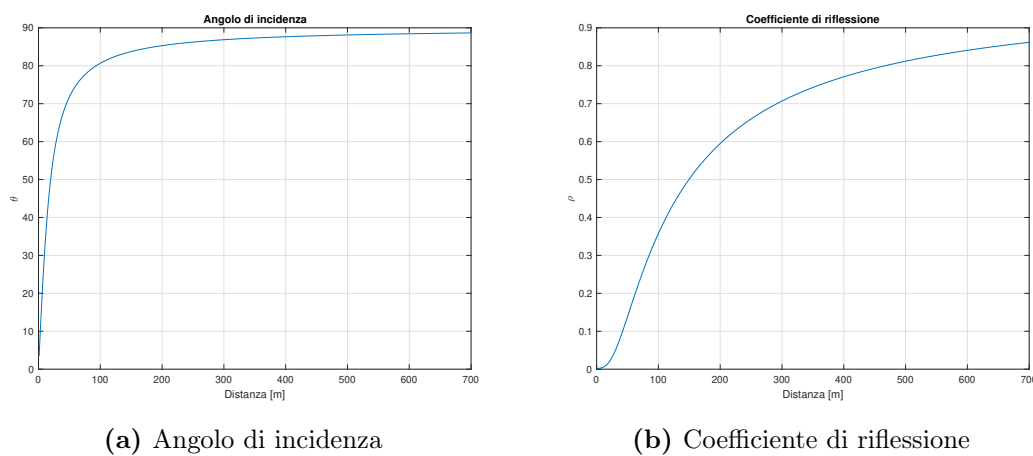 Angolo di incidenza
90
80
70
60
50
40
30
20
10
0
θ
0 100 200 300 400 500 600 700
Distanza [m]
(a) Angolo di incidenza
Coefficiente di riflessione
0.9
0.8
0.7
0.6
0.5
0.4
0.3
0.2
0.1
0
ρ
0 100 200 300 400 500 600 700
Distanza [m]
(b) Coefficiente di riflessione